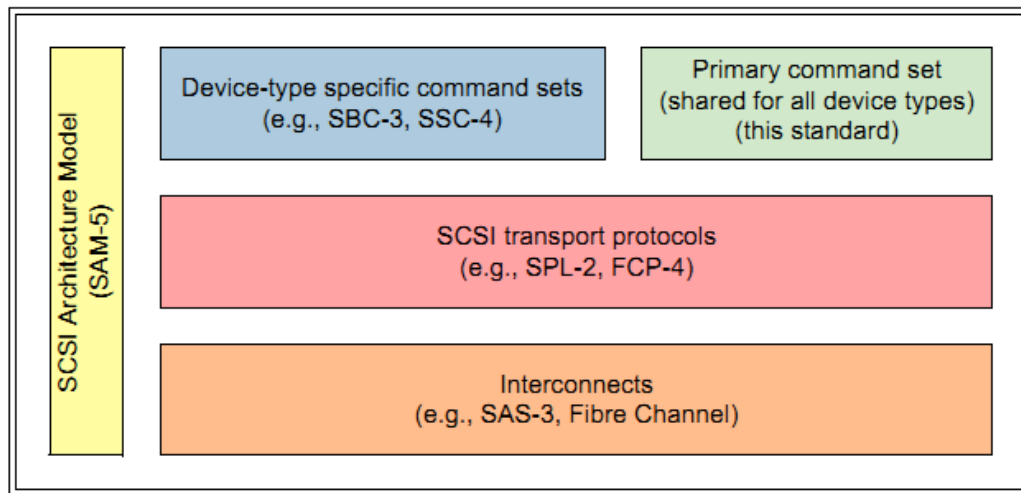 SCSI Architecture Model
(SAM-5)
Device-type specific command sets
(e.g., SBC-3, SSC-4)
Primary command set
(shared for all device types)
(this standard)
SCSI transport protocols
(e.g., SPL-2, FCP-4)
Interconnects
(e.g., SAS-3, Fibre Channel)